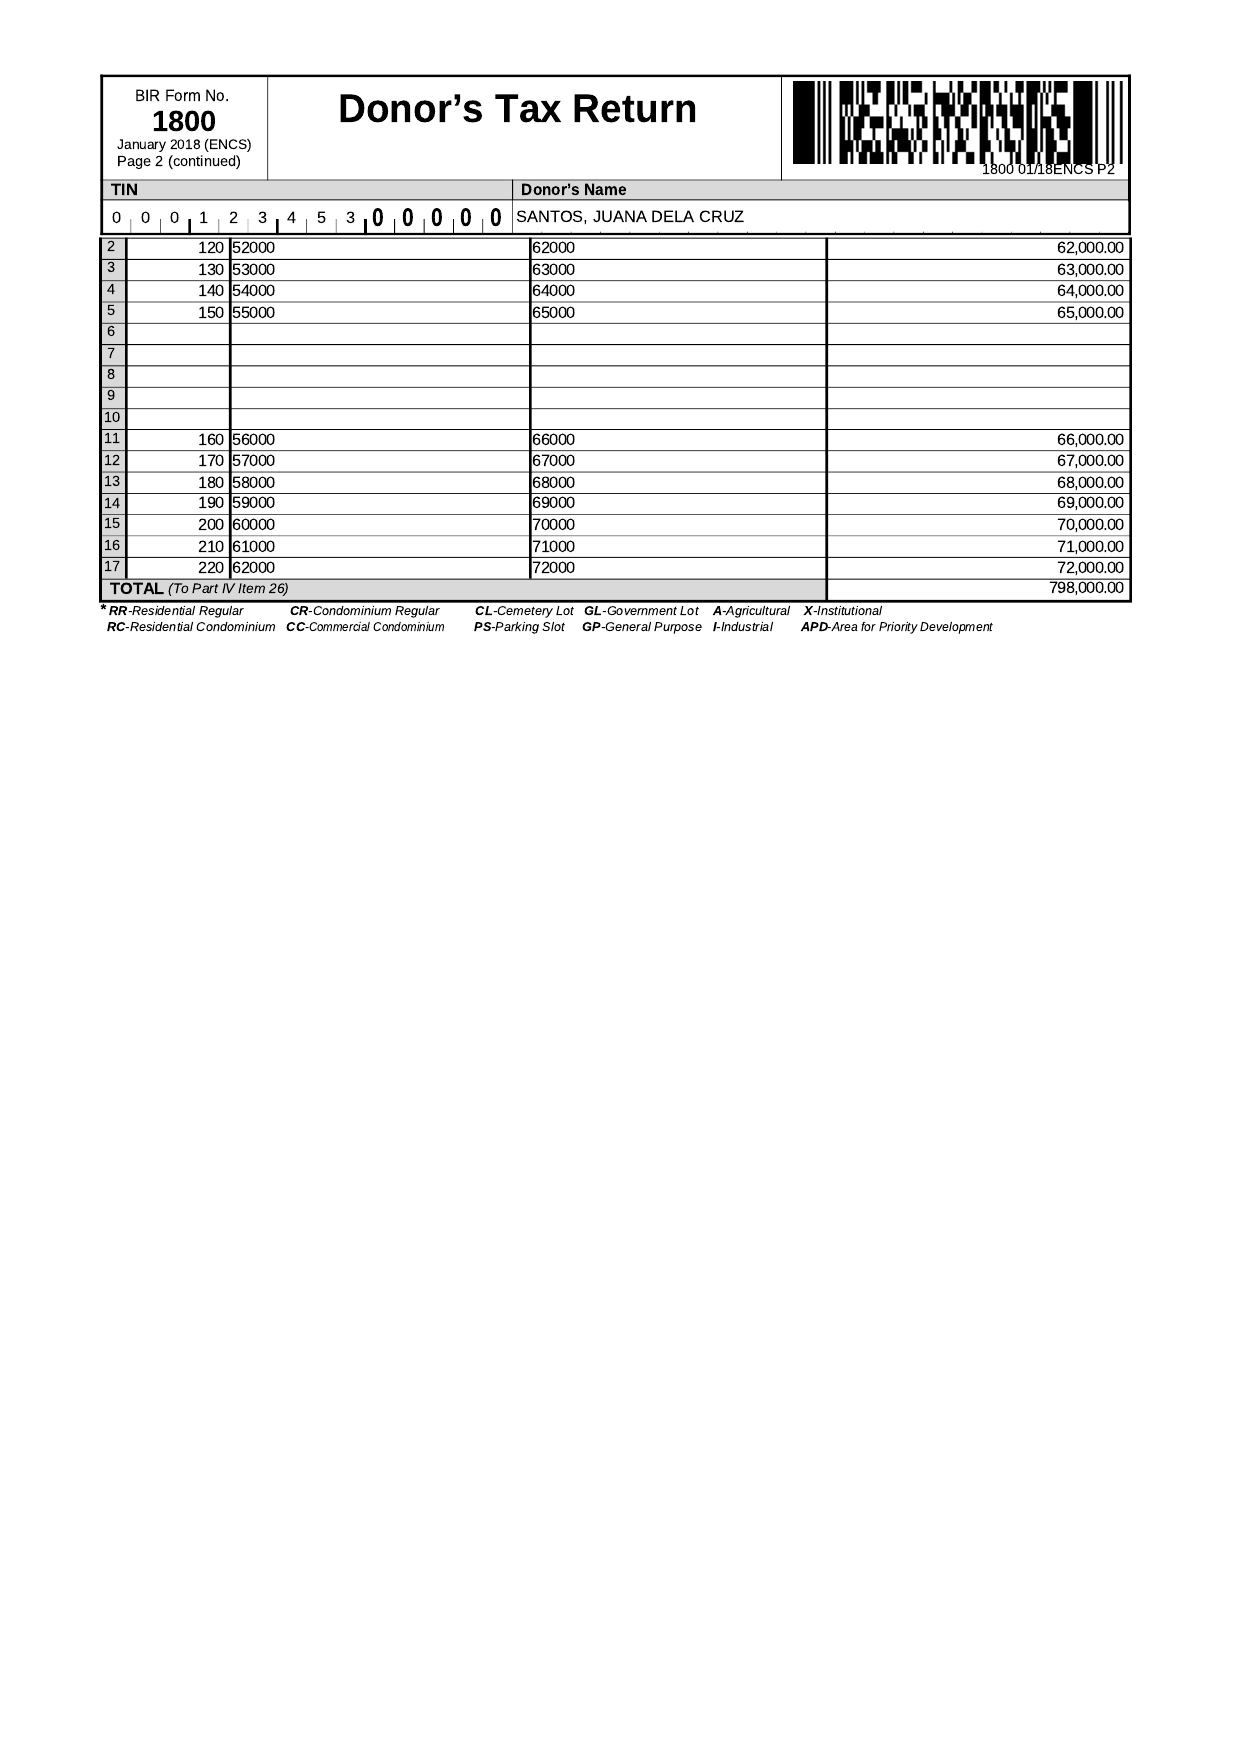 BIR Form No.
1800
January 2018 (ENCS)
Page 2 (continued)
Donor’s Tax Return
1800 01/18ENCS P2
TIN Donor’s Name
0 0 0 1 2 3 4 5 3 0 0 0 0 0 SANTOS, JUANA DELA CRUZ
2 120 52000 62000 62,000.00
3 130 53000 63000 63,000.00
4 140 54000 64000 64,000.00
5 150 55000 65000 65,000.00
6
7
8
9
10
11 160 56000 66000 66,000.00
12 170 57000 67000 67,000.00
13 180 58000 68000 68,000.00
14 190 59000 69000 69,000.00
15 200 60000 70000 70,000.00
16 210 61000 71000 71,000.00
17 220 62000 72000 72,000.00
TOTAL (To Part IV Item 26) 798,000.00
* RR-Residential Regular CR-Condominium Regular CL-Cemetery Lot GL-Government Lot A-Agricultural X-Institutional
RC-Residential Condominium CC-Commercial Condominium PS-Parking Slot GP-General Purpose I-Industrial APD-Area for Priority Development